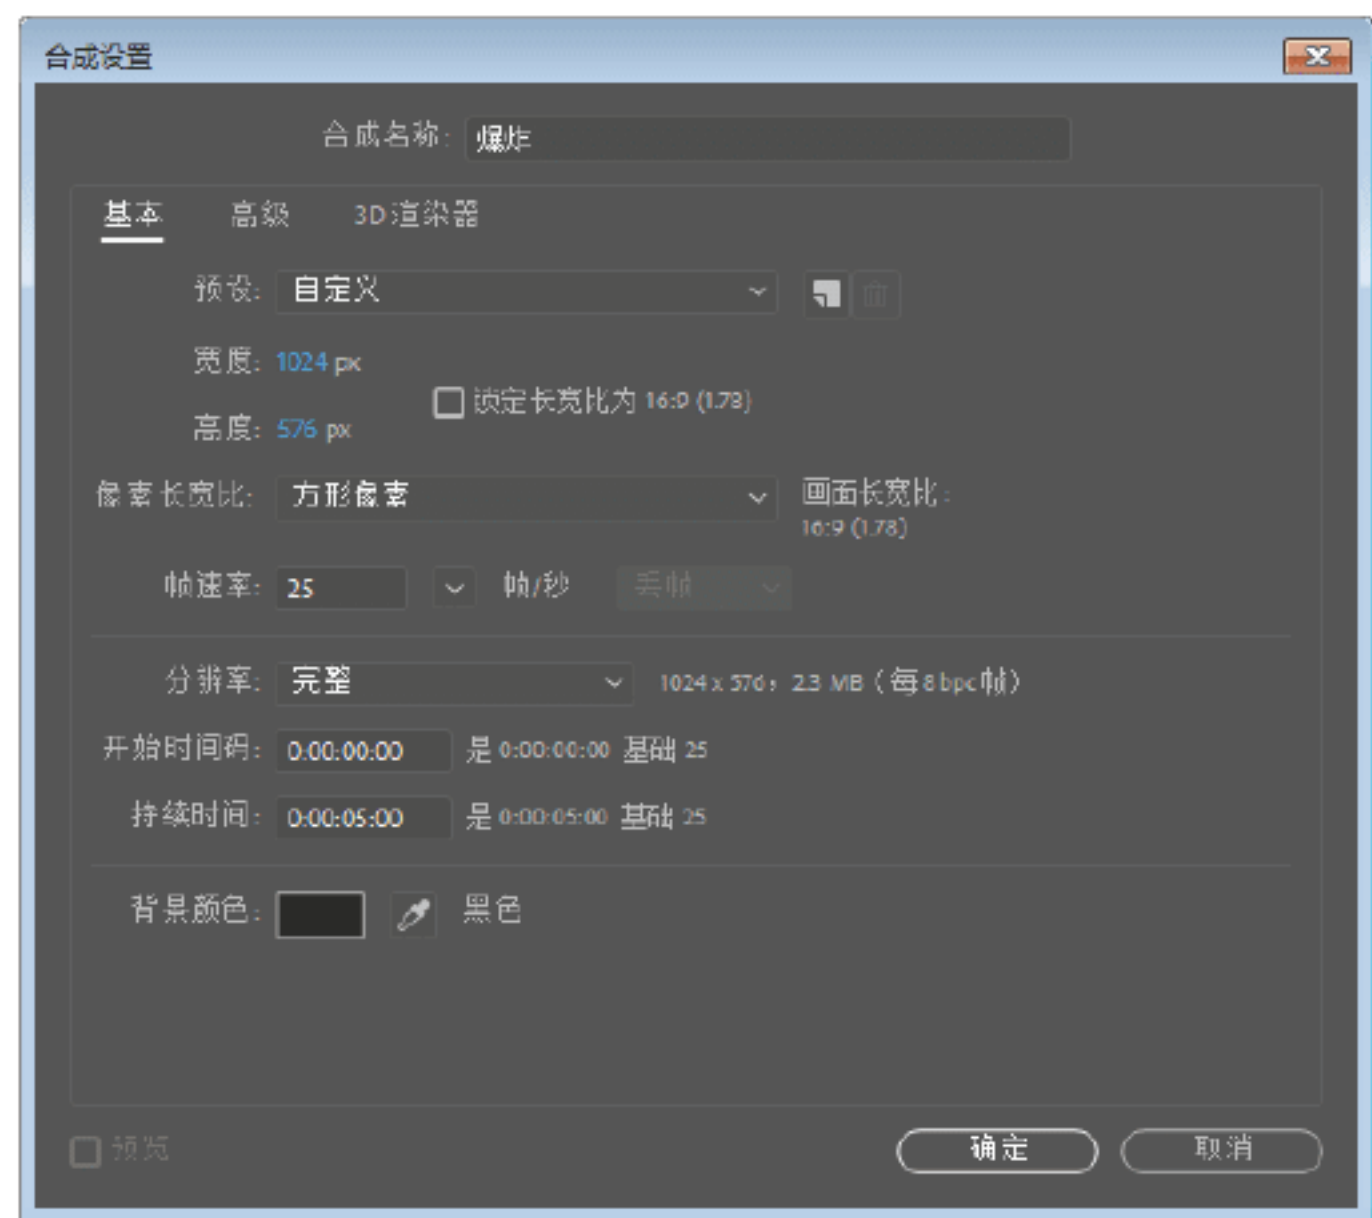 合成设置
合成名称: 爆炸
基本 高级 3D 渲染器
预设: 自定义
宽度: 1024 px
锁定长宽比为 16:9 (1.78)
高度: 576 px
像素长宽比: 方形像素 画面长宽比:
16:9 (1.78)
帧速率: 25 帧/秒 丢帧
分辨率: 完整 1024 x 576，2.3 MB（每 8 bpc 帧）
开始时间码: 0:00:00:00 是 0:00:00:00 基础 25
持续时间: 0:00:05:00 是 0:00:05:00 基础 25
背景颜色: 黑色
预览 确定 取消